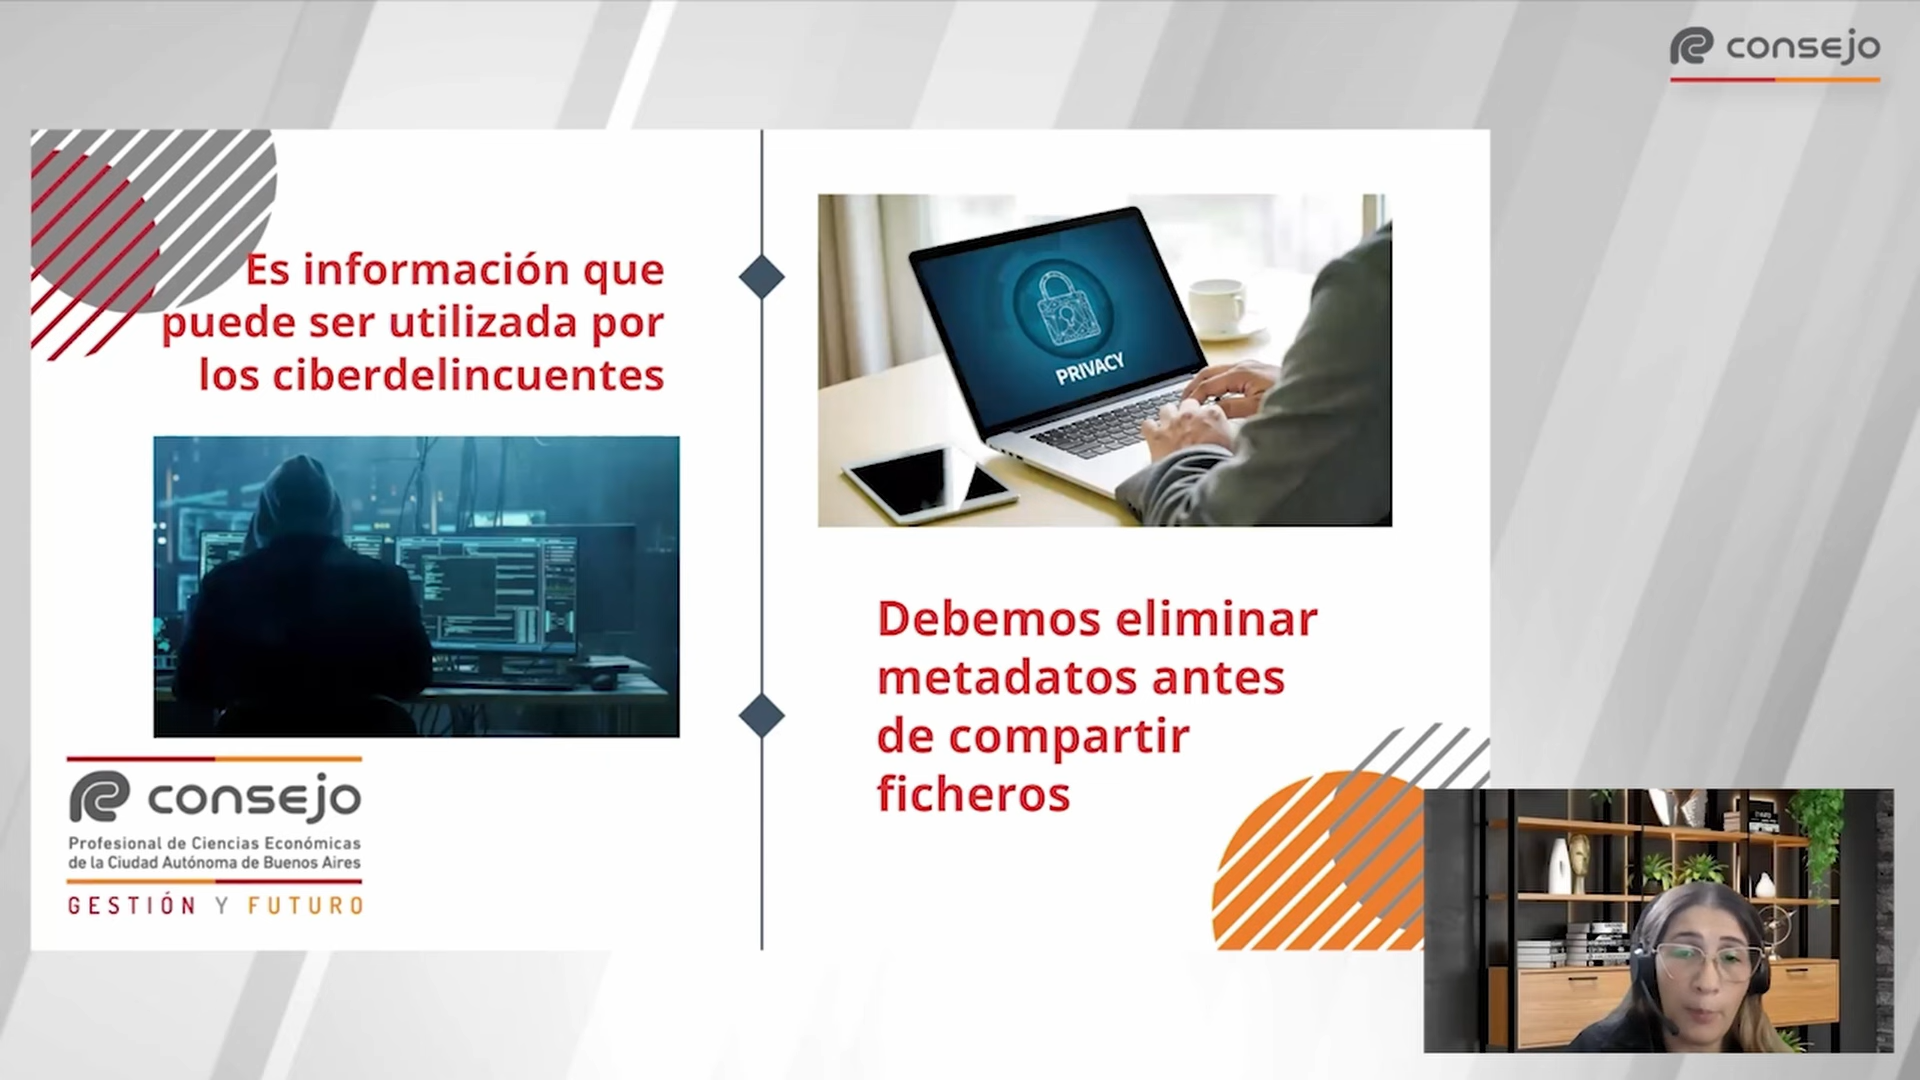 consejo
Es información que
puede ser utilizada por
los ciberdelincuentes
PRIVACY
Debemos eliminar
metadatos antes
de compartir
ficheros
consejo
Profesional de Ciencias Económicas
de la Ciudad Autónoma de Buenos Aires
GESTIÓN Y FUTURO